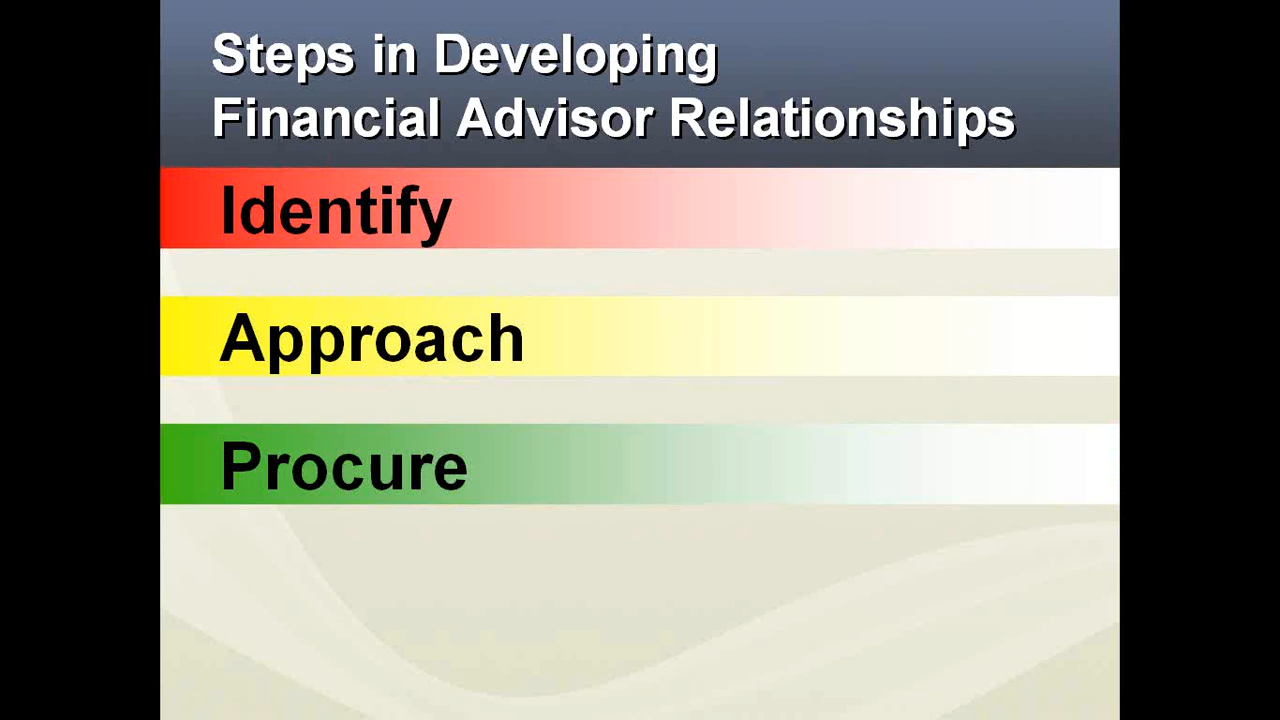 Steps in Developing
Financial Advisor Relationships
Identify
Approach
Procure